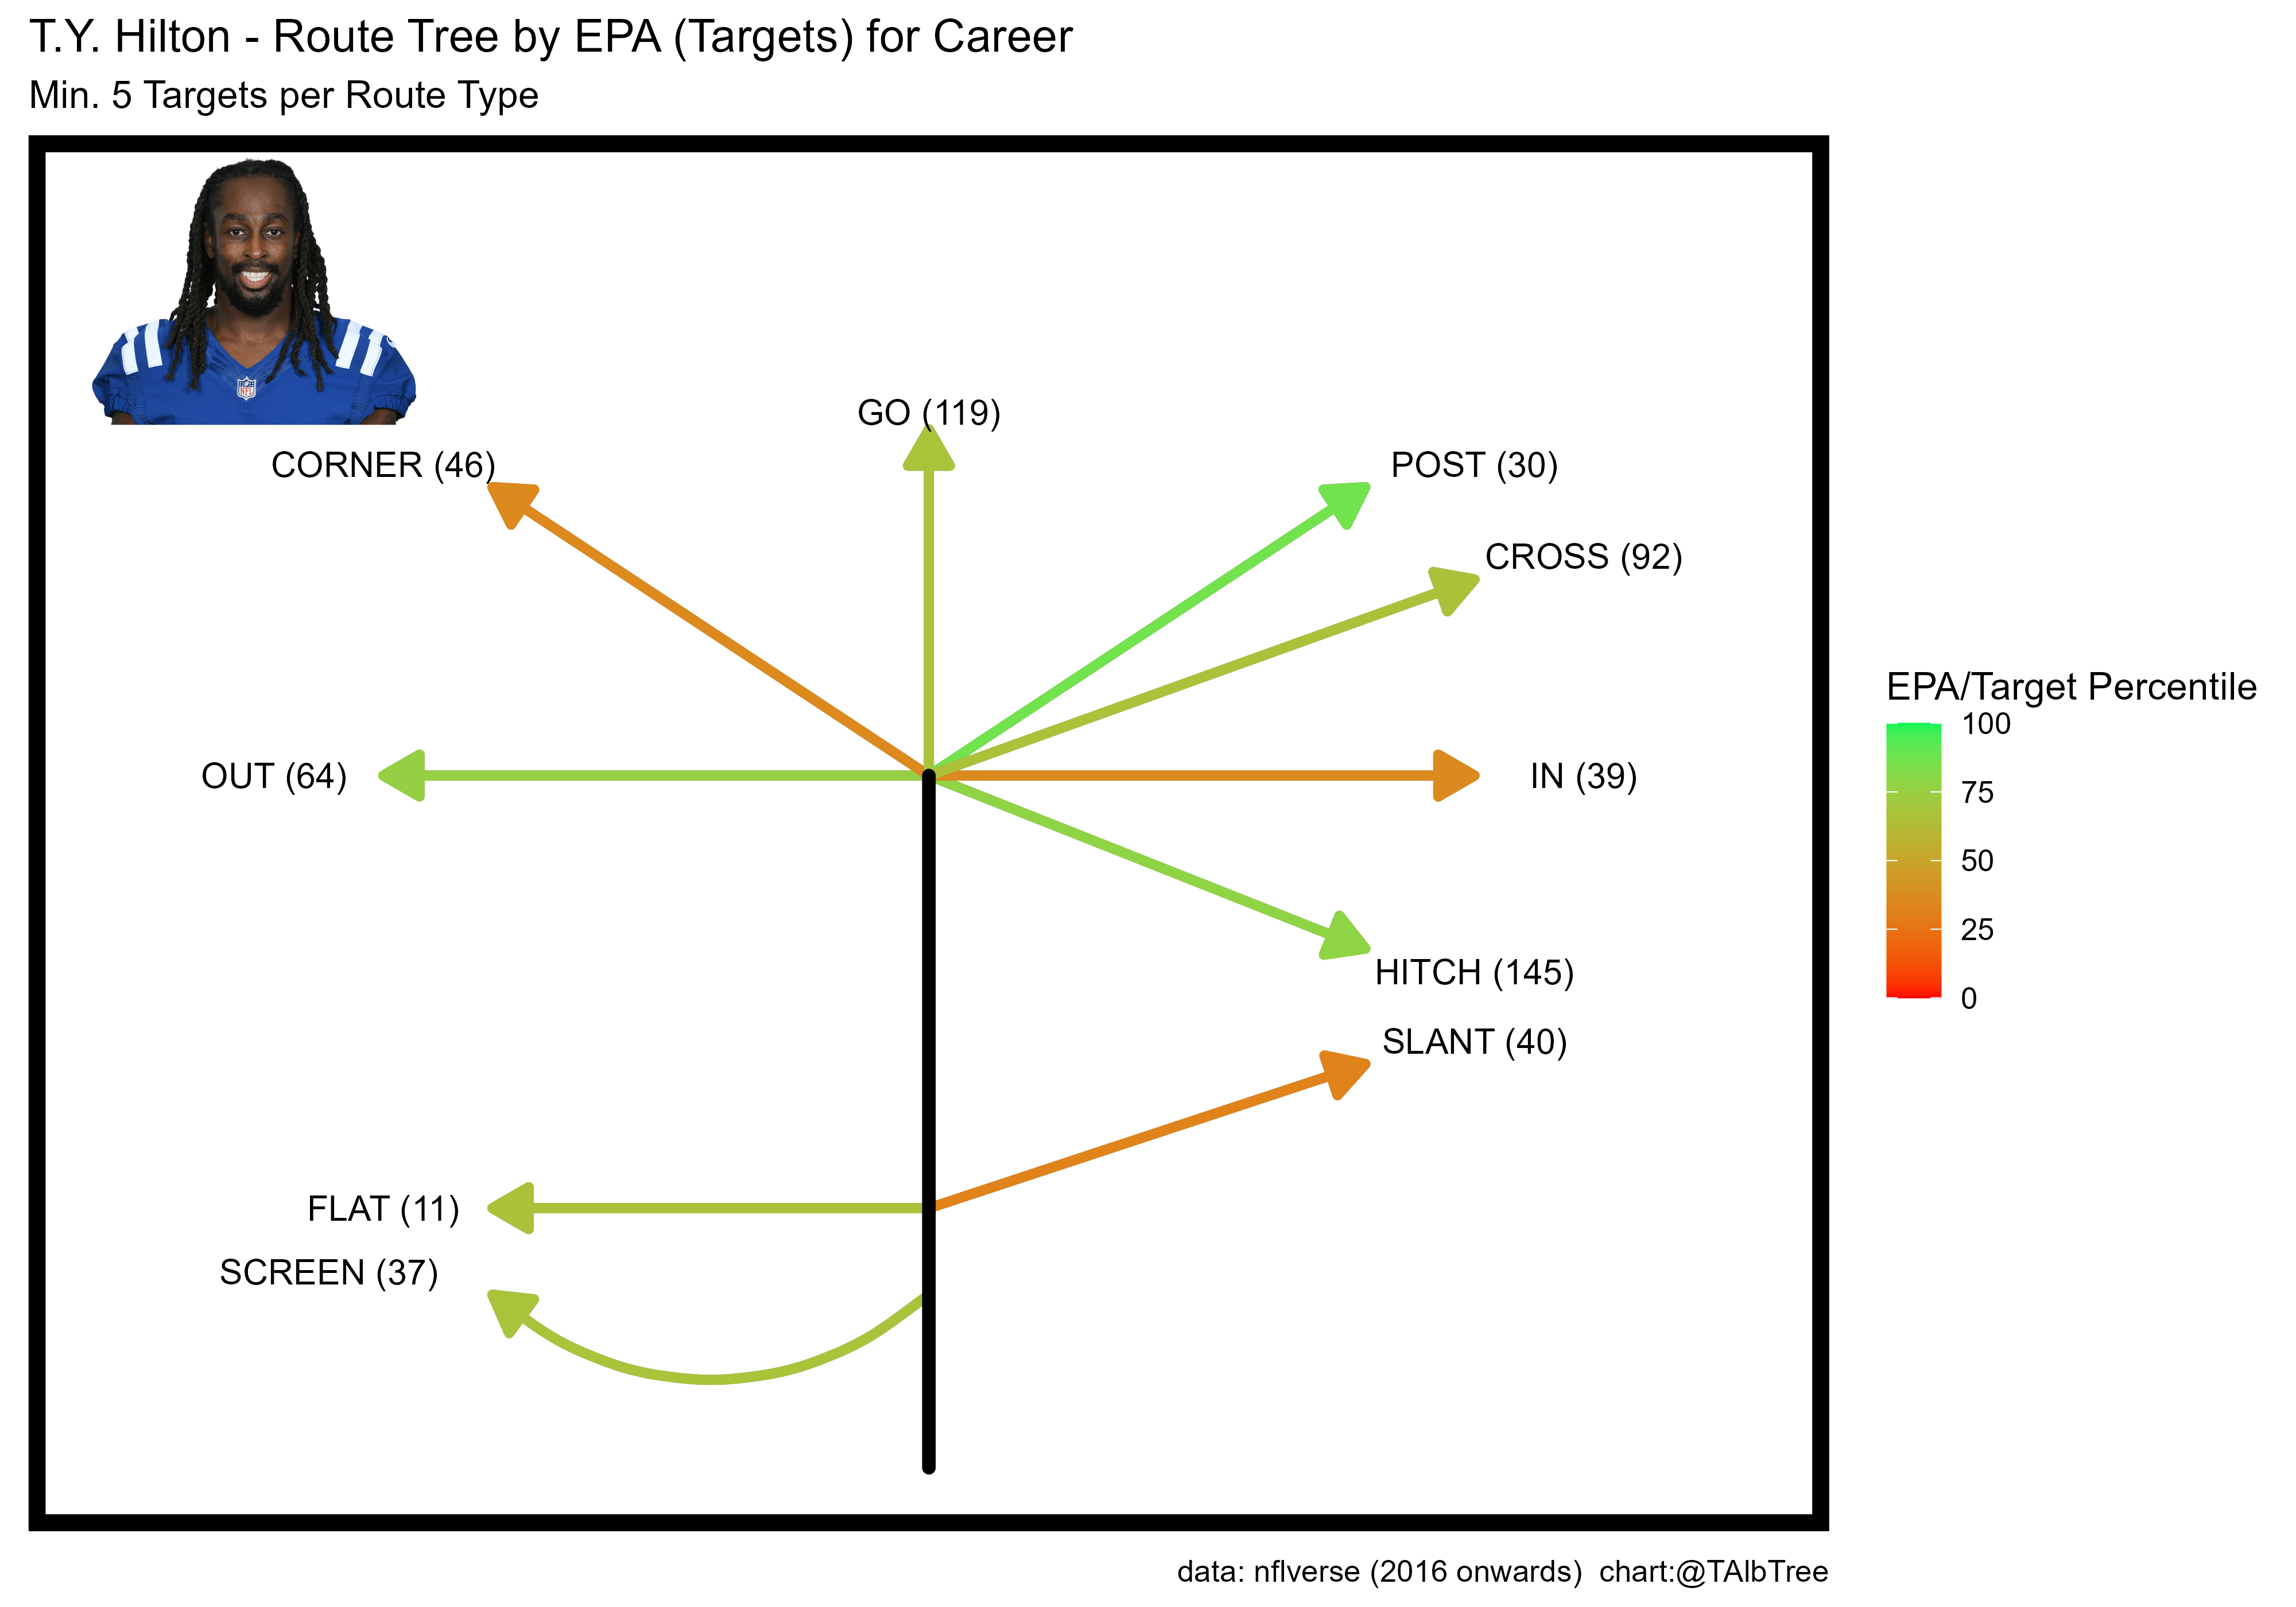 T.Y. Hilton - Route Tree by EPA (Targets) for Career
Min. 5 Targets per Route Type
GO (119)
CORNER (46)
POST (30)
CROSS (92)
OUT (64)
IN (39)
HITCH (145)
SLANT (40)
FLAT (11)
SCREEN (37)
EPA/Target Percentile
100
75
50
25
0
data: nflverse (2016 onwards)  chart:@TAlbTree